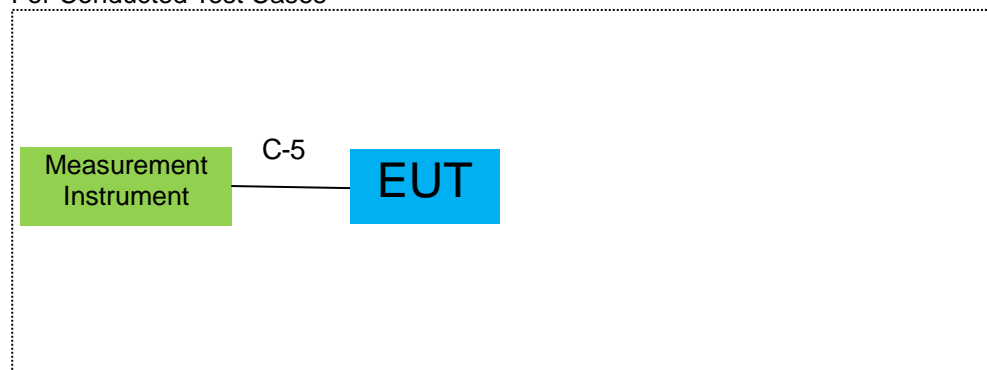 For Conducted Test Cases
C-5
Measurement
Instrument
EUT